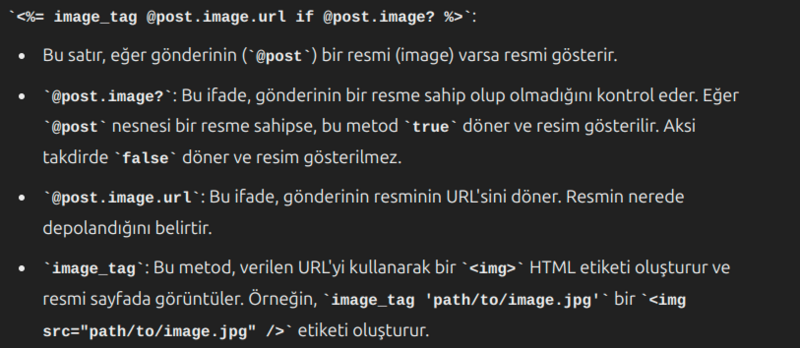 `<%= image_tag @post.image.url if @post.image? %>`:
• Bu satır, eğer gönderinin (`@post`) bir resmi (image) varsa resmi gösterir.
• `@post.image?`: Bu ifade, gönderinin bir resme sahip olup olmadığını kontrol eder. Eğer
`@post` nesnesi bir resme sahipse, bu metod `true` döner ve resim gösterilir. Aksi
takdirde `false` döner ve resim gösterilmez.
• `@post.image.url`: Bu ifade, gönderinin resminin URL'sini döner. Resmin nerede
depolandığını belirtir.
• `image_tag`: Bu metod, verilen URL'yi kullanarak bir `<img>` HTML etiketi oluşturur ve
resmi sayfada görüntüler. Örneğin, `image_tag 'path/to/image.jpg'` bir `<img
src="path/to/image.jpg" />` etiketi oluşturur.